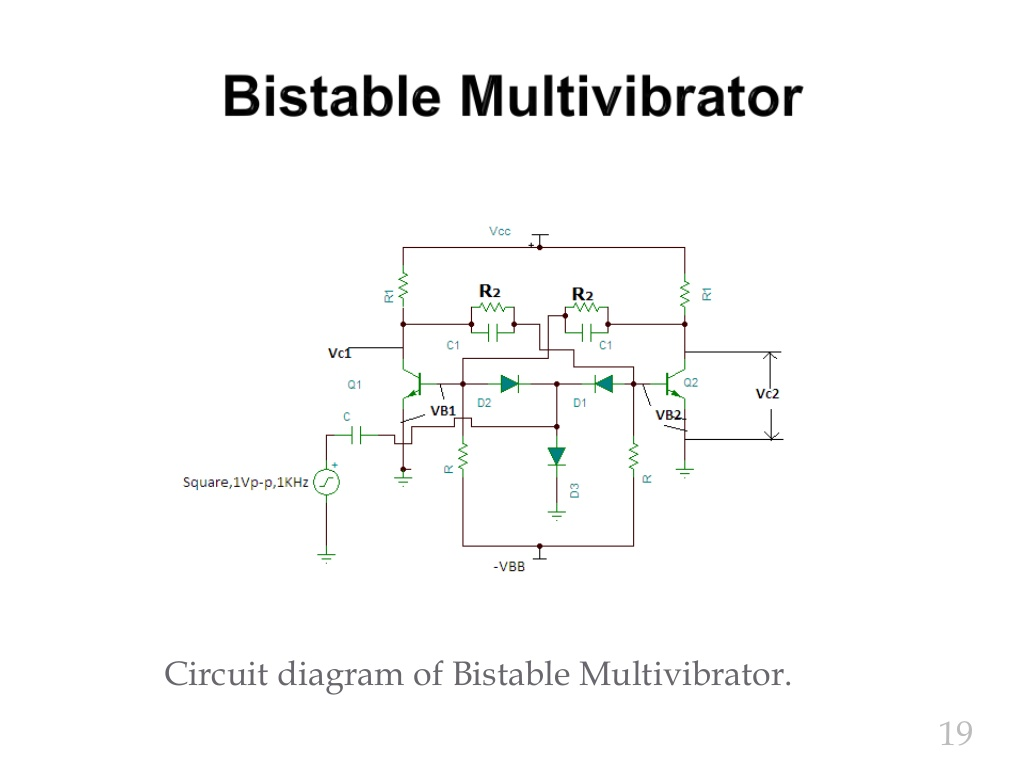 Bistable Multivibrator
Vcc
R1
R2
R2
R1
C1
C1
Vc1
Q1
Q2
Vc2
D2
D1
VB1
VB2
C
R
R
D3
Square,1Vp-p,1KHz
-VBB
Circuit diagram of Bistable Multivibrator.
19